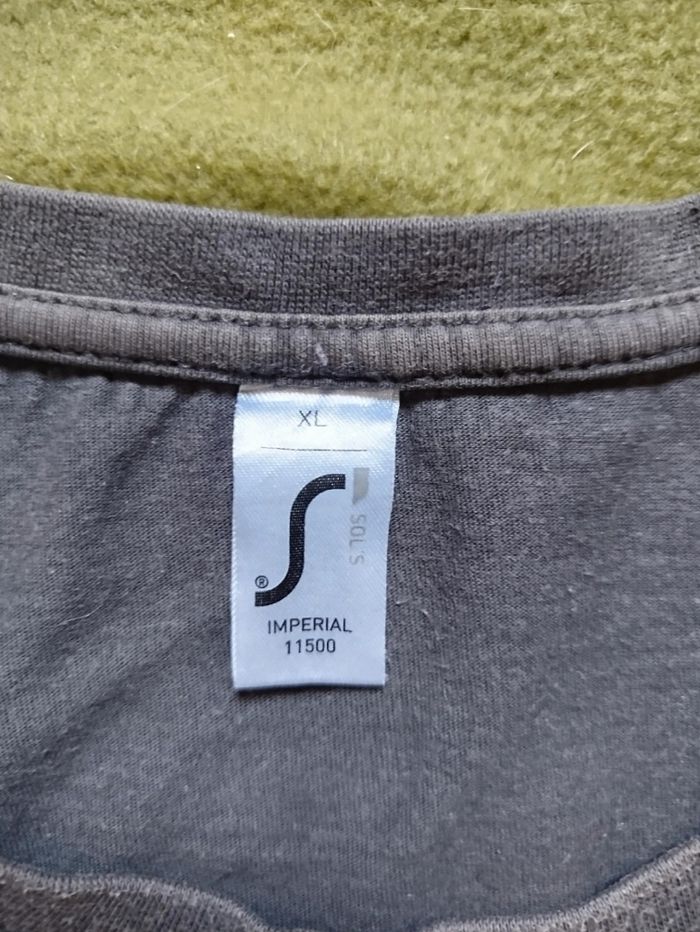 XL
SOL'S
®
IMPERIAL
11500